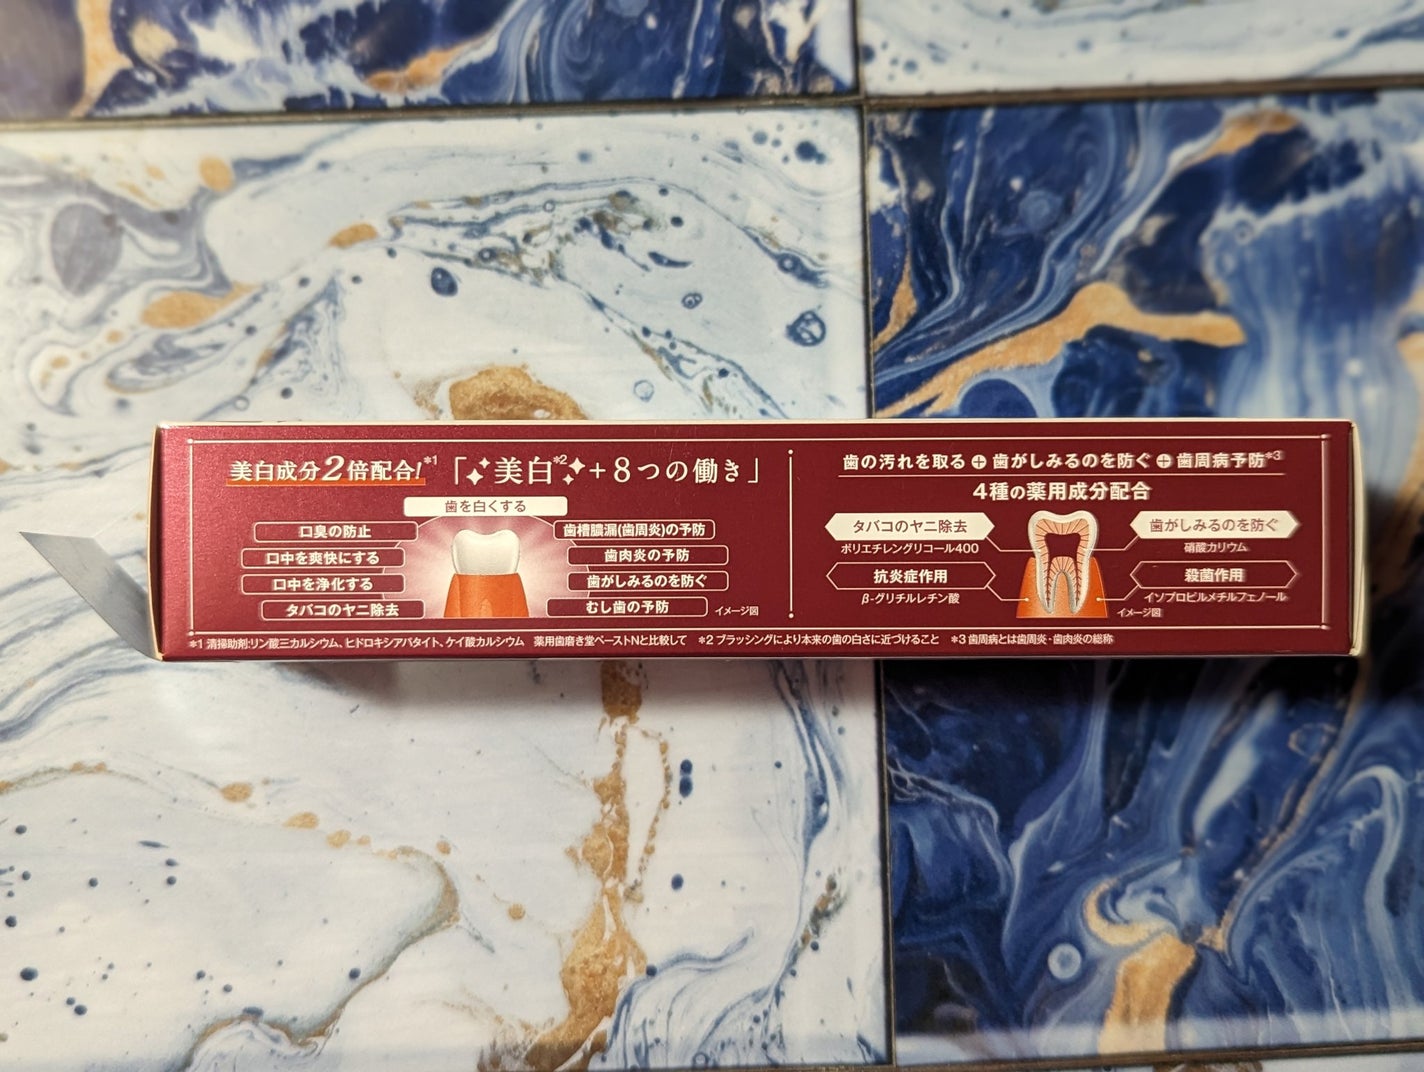 美白成分2倍配合!*1 「美白*2+8つの働き」
歯を白くする
口臭の防止
口中を爽快にする
口中を浄化する
タバコのヤニ除去
歯槽膿漏(歯周炎)の予防
歯肉炎の予防
歯がしみるのを防ぐ
むし歯の予防
イメージ図
歯の汚れを取る+歯がしみるのを防ぐ+歯周病予防*3
4種の薬用成分配合
タバコのヤニ除去
ポリエチレングリコール400
抗炎症作用
β-グリチルレチン酸
歯がしみるのを防ぐ
硝酸カリウム
殺菌作用
イソプロピルメチルフェノール
イメージ図
*1 清掃助剤:リン酸三カルシウム、ヒドロキシアパタイト、ケイ酸カルシウム 薬用歯磨き堂ペーストNと比較して *2 ブラッシングにより本来の歯の白さに近づけること *3 歯周病とは歯周炎・歯肉炎の総称